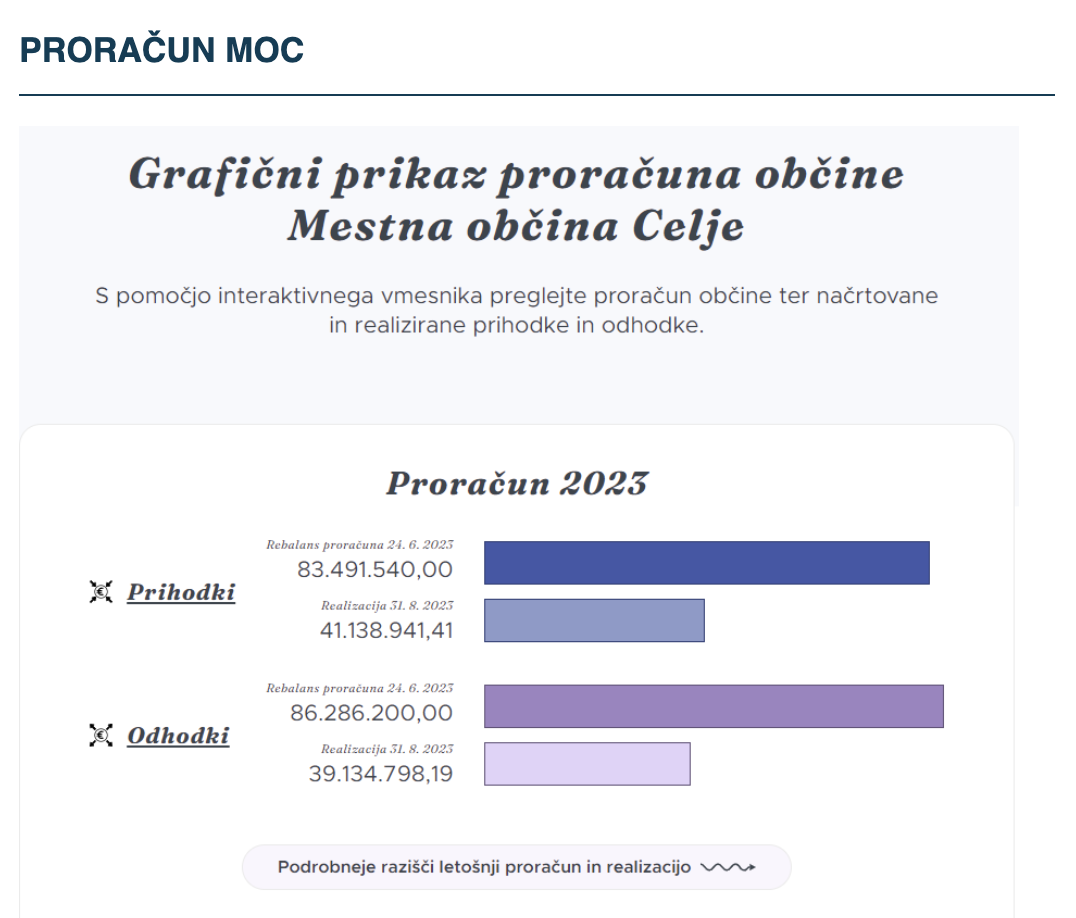 PRORAČUN MOC
Grafični prikaz proračuna občine
Mestna občina Celje
S pomočjo interaktivnega vmesnika preglejte proračun občine ter načrtovane
in realizirane prihodke in odhodke.
Proračun 2023
Prihodki
Rebalans proračuna 24. 6. 2023
83.491.540,00
Realizacija 31. 8. 2023
41.138.941,41
Odhodki
Rebalans proračuna 24. 6. 2023
86.286.200,00
Realizacija 31. 8. 2023
39.134.798,19
Podrobneje razišči letošnji proračun in realizacijo